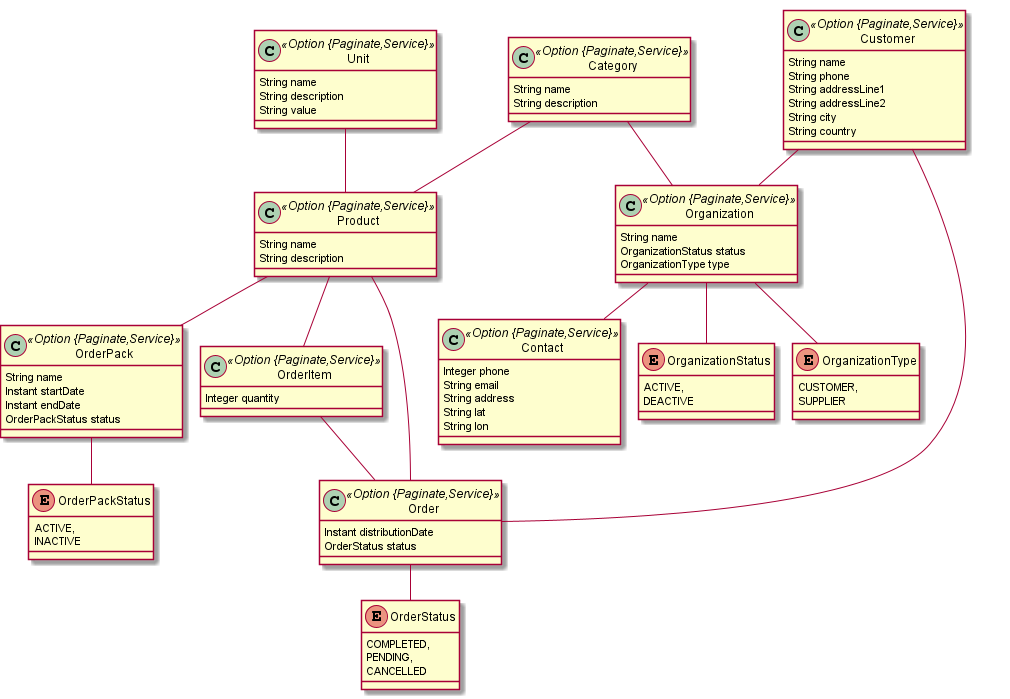 C «Option {Paginate,Service}»
Unit
String name
String description
String value
C «Option {Paginate,Service}»
Category
String name
String description
C «Option {Paginate,Service}»
Customer
String name
String phone
String addressLine1
String addressLine2
String city
String country
C «Option {Paginate,Service}»
Product
String name
String description
C «Option {Paginate,Service}»
Organization
String name
OrganizationStatus status
OrganizationType type
C «Option {Paginate,Service}»
OrderPack
String name
Instant startDate
Instant endDate
OrderPackStatus status
C «Option {Paginate,Service}»
OrderItem
Integer quantity
C «Option {Paginate,Service}»
Contact
Integer phone
String email
String address
String lat
String lon
E OrganizationStatus
ACTIVE,
DEACTIVE
E OrganizationType
CUSTOMER,
SUPPLIER
E OrderPackStatus
ACTIVE,
INACTIVE
C «Option {Paginate,Service}»
Order
Instant distributionDate
OrderStatus status
E OrderStatus
COMPLETED,
PENDING,
CANCELLED